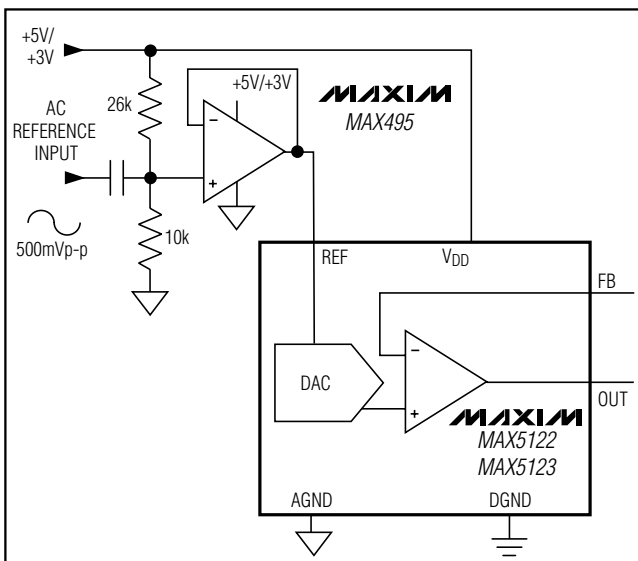 +5V/
+3V
26k
+5V/+3V
MAXIM
MAX495
AC
REFERENCE
INPUT
−
+
500mVp-p
10k
REF
VDD
FB
−
DAC
+
OUT
MAXIM
MAX5122
MAX5123
AGND
DGND